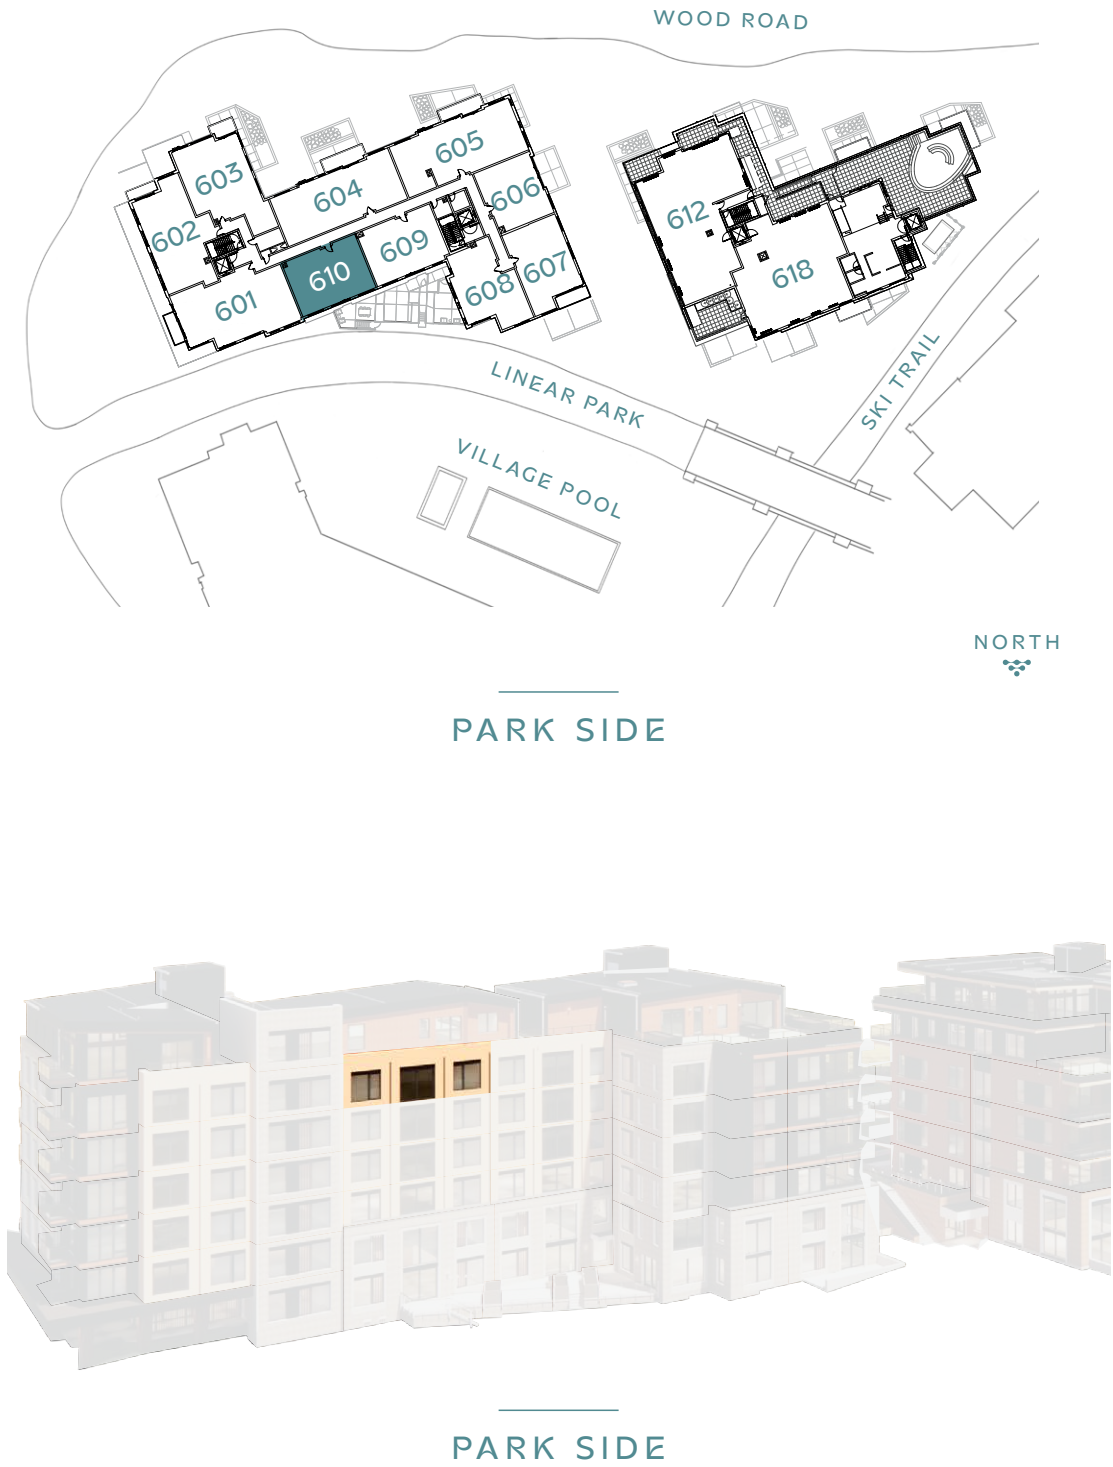 WOOD ROAD
605
603
604
606
602
609
612
610
607
618
608
601
SKI TRAIL
LINEAR PARK
VILLAGE POOL
NORTH
PARK SIDE
PARK SIDE